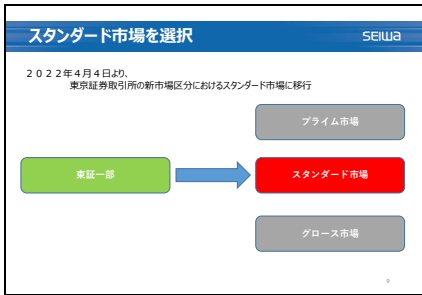 スタンダード市場を選択
SEIWA
２０２２年４月４日より、
東京証券取引所の新市場区分におけるスタンダード市場に移行
プライム市場
東証一部
スタンダード市場
グロース市場
9